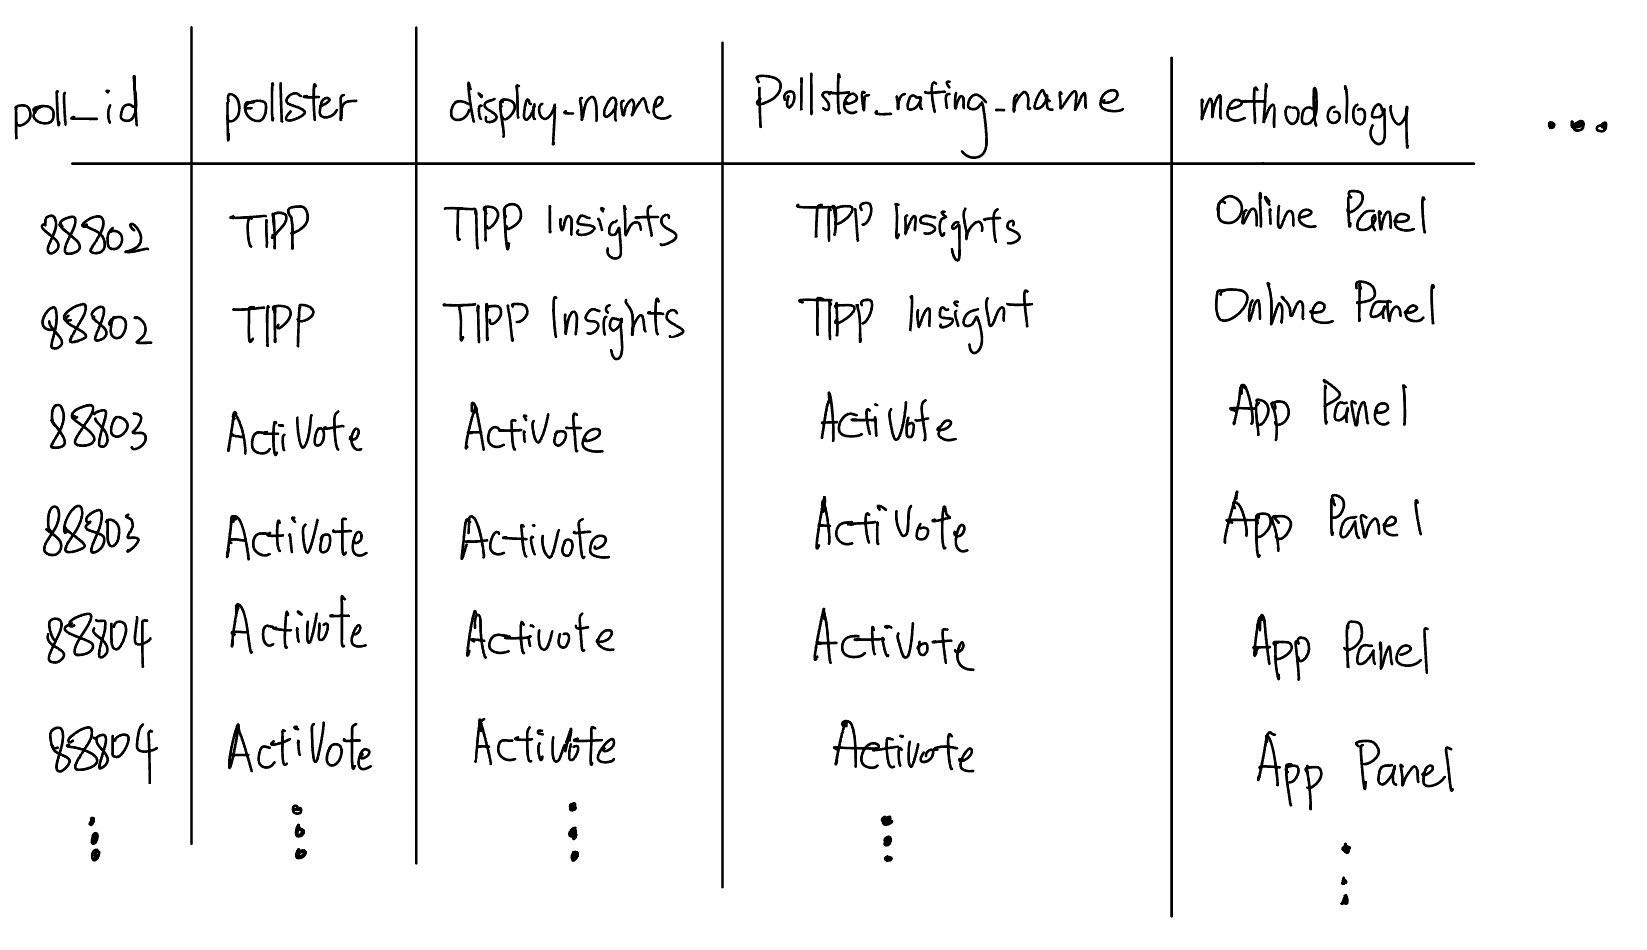 poll_id pollster display-name Pollster_rating_name methodology ...
88802 TIPP TIPP Insights TIPP Insights Online Panel
88802 TIPP TIPP Insights TIPP Insight Online Panel
88803 ActiVote ActiVote ActiVote App Panel
88803 ActiVote Activote ActiVote App Panel
88804 Activote Activote ActiVote App Panel
88804 ActiVote ActiVote Activote App Panel